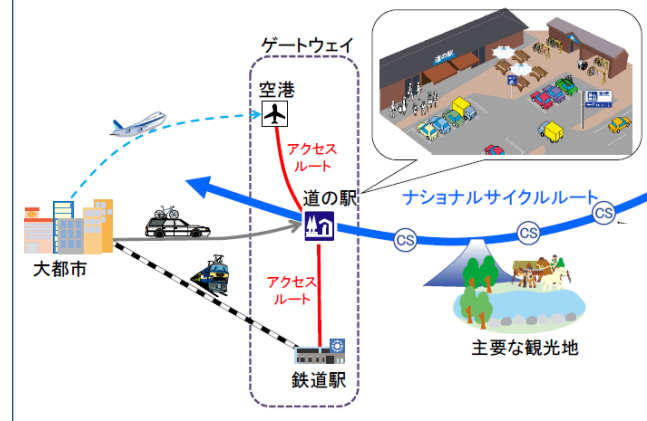 ゲートウェイ
空港
アクセス
ルート
道の駅
道の駅
ナショナルサイクルルート
CS
CS
CS
大都市
アクセス
ルート
鉄道駅
主要な観光地